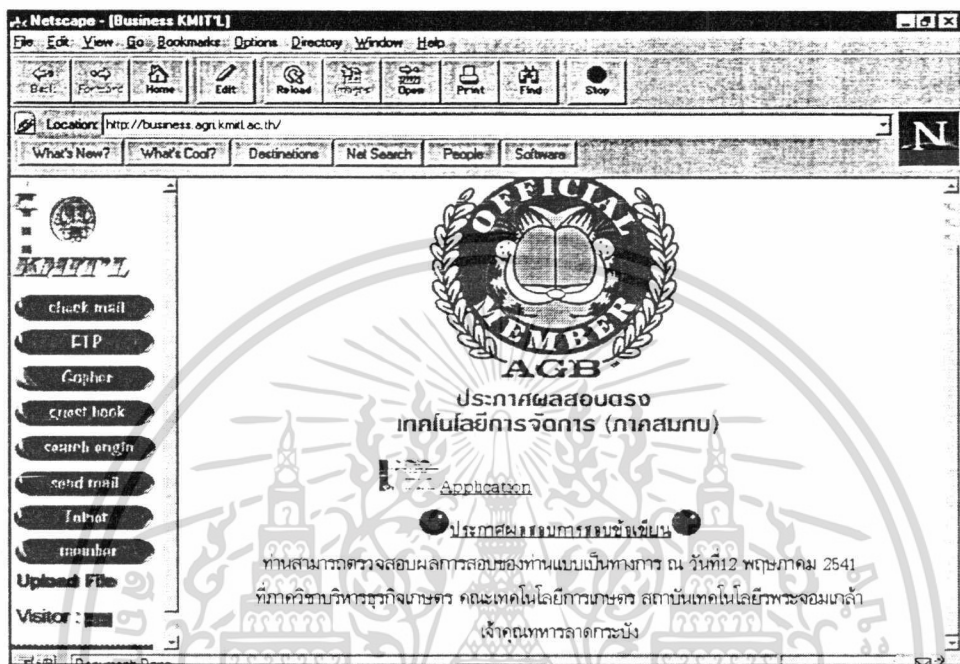 Netscape - [Business KMIT'L]
File Edit View Go Bookmarks Options Directory Window Help
Back Forward Home Edit Reload Images Open Print Find Stop
Location: http://business.agri.kmitl.ac.th/
What's New? What's Cool? Destinations Net Search People Software
KMIT'L
check mail
FTP
Gopher
guest book
search origin
send mail
Telnet
member
Upload File
Visitor :
OFFICIAL
MEMBER
AGB
ประกาศผลสอบตรง
เทคโนโลยีการจัดการ (ภาคสมทบ)
Application
ประกาศผลสอบการสอบข้อเขียน
ท่านสามารถตรวจสอบผลการสอบของท่านแบบเป็นทางการ ณ วันที่12 พฤษภาคม 2541
ที่ภาควิชาบริหารธุรกิจเกษตร คณะเทคโนโลยีการเกษตร สถาบันเทคโนโลยีรพระจอมเกล้า
เจ้าคุณทหารลาดกระบัง
Document Done